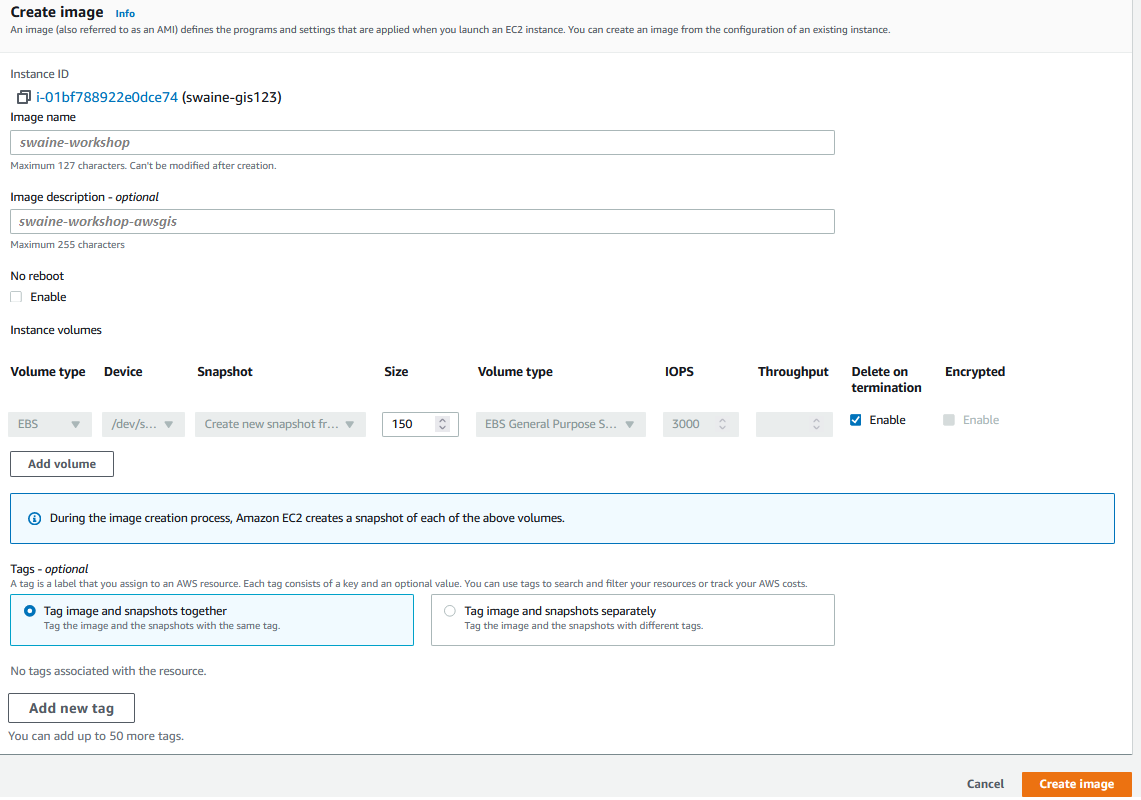 Create image Info
An image (also referred to as an AMI) defines the programs and settings that are applied when you launch an EC2 instance. You can create an image from the configuration of an existing instance.
Instance ID
i-01bf788922e0dce74 (swaine-gis123)
Image name
swaine-workshop
Maximum 127 characters. Can't be modified after creation.
Image description - optional
swaine-workshop-awsgis
Maximum 255 characters
No reboot
Enable
Instance volumes
Volume type Device Snapshot Size Volume type IOPS Throughput Delete on termination Encrypted
EBS /dev/s... Create new snapshot fr... 150 EBS General Purpose S... 3000 Enable Enable
Add volume
During the image creation process, Amazon EC2 creates a snapshot of each of the above volumes.
Tags - optional
A tag is a label that you assign to an AWS resource. Each tag consists of a key and an optional value. You can use tags to search and filter your resources or track your AWS costs.
Tag image and snapshots together
Tag the image and the snapshots with the same tag.
Tag image and snapshots separately
Tag the image and the snapshots with different tags.
No tags associated with the resource.
Add new tag
You can add up to 50 more tags.
Cancel Create image